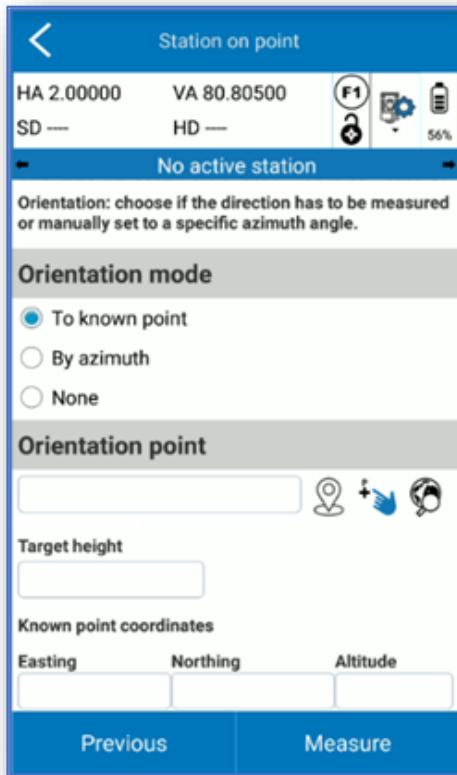 Station on point
HA 2.00000 VA 80.80500 F1
SD ---- HD ----
56%
No active station
Orientation: choose if the direction has to be measured
or manually set to a specific azimuth angle.
Orientation mode
To known point
By azimuth
None
Orientation point
Target height
Known point coordinates
Easting Northing Altitude
Previous Measure